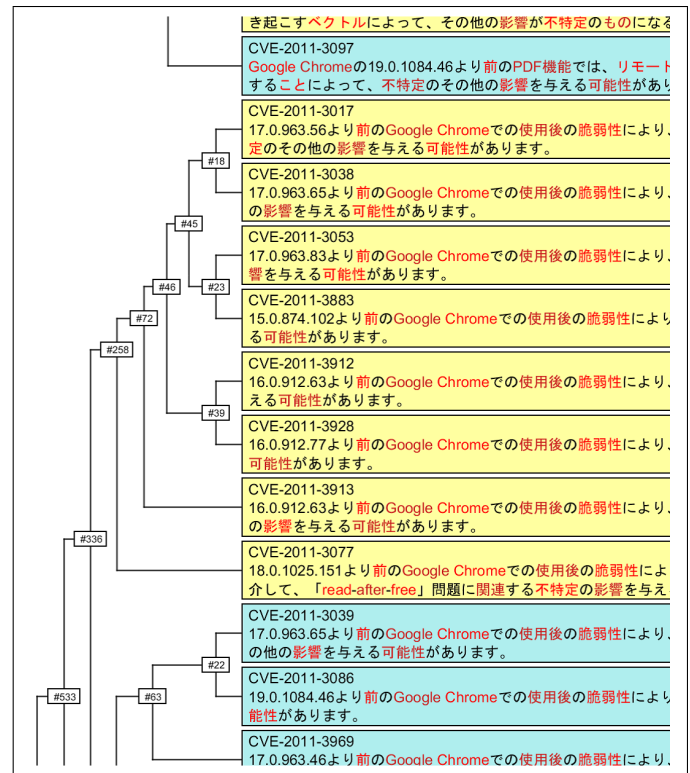 き起こすベクトルによって、その他の影響が不特定のものになる
CVE-2011-3097
Google Chromeの19.0.1084.46より前のPDF機能では、リモート
することによって、不特定のその他の影響を与える可能性があり
CVE-2011-3017
17.0.963.56より前のGoogle Chromeでの使用後の脆弱性により、
定のその他の影響を与える可能性があります。
#18
CVE-2011-3038
17.0.963.65より前のGoogle Chromeでの使用後の脆弱性により、
の影響を与える可能性があります。
#45
CVE-2011-3053
17.0.963.83より前のGoogle Chromeでの使用後の脆弱性により、
響を与える可能性があります。
#46
#23
CVE-2011-3883
15.0.874.102より前のGoogle Chromeでの使用後の脆弱性により
る可能性があります。
#72
#258
CVE-2011-3912
16.0.912.63より前のGoogle Chromeでの使用後の脆弱性により、
える可能性があります。
#39
CVE-2011-3928
16.0.912.77より前のGoogle Chromeでの使用後の脆弱性により、
可能性があります。
CVE-2011-3913
16.0.912.63より前のGoogle Chromeでの使用後の脆弱性により、
の影響を与える可能性があります。
#336
CVE-2011-3077
18.0.1025.151より前のGoogle Chromeでの使用後の脆弱性によ
介して、「read-after-free」問題に関連する不特定の影響を与え
CVE-2011-3039
17.0.963.65より前のGoogle Chromeでの使用後の脆弱性により、
の他の影響を与える可能性があります。
#22
CVE-2011-3086
19.0.1084.46より前のGoogle Chromeでの使用後の脆弱性により
能性があります。
#533
#63
CVE-2011-3969
17.0.963.46より前のGoogle Chromeでの使用後の脆弱性により、